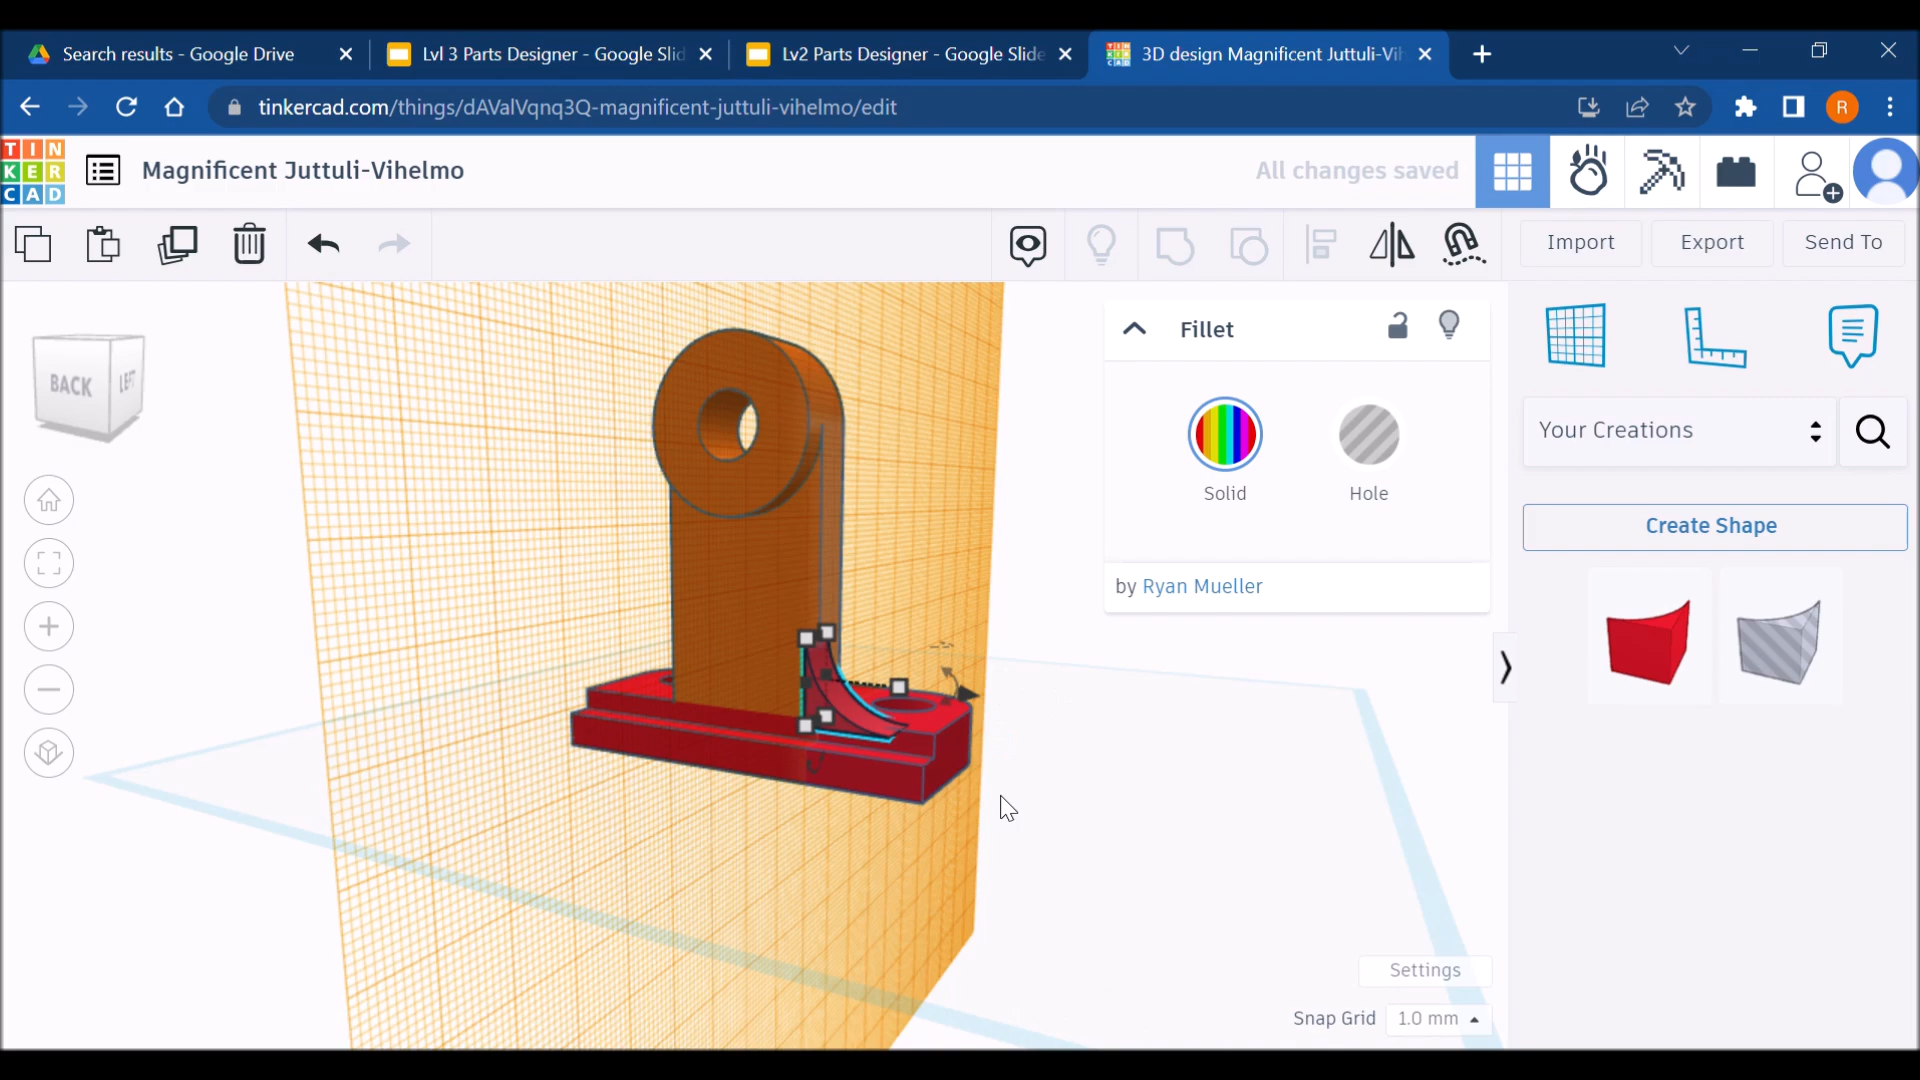 Search results - Google Drive
Lvl 3 Parts Designer - Google Slid
Lv2 Parts Designer - Google Slide
3D design Magnificent Juttuli-Vih
tinkercad.com/things/dAValVqnq3Q-magnificent-juttuli-vihelmo/edit
R
TIN
KER
CAD
Magnificent Juttuli-Vihelmo
All changes saved
Import
Export
Send To
BACK
LEFT
Fillet
Solid
Hole
by Ryan Mueller
Your Creations
Create Shape
Settings
Snap Grid
1.0 mm